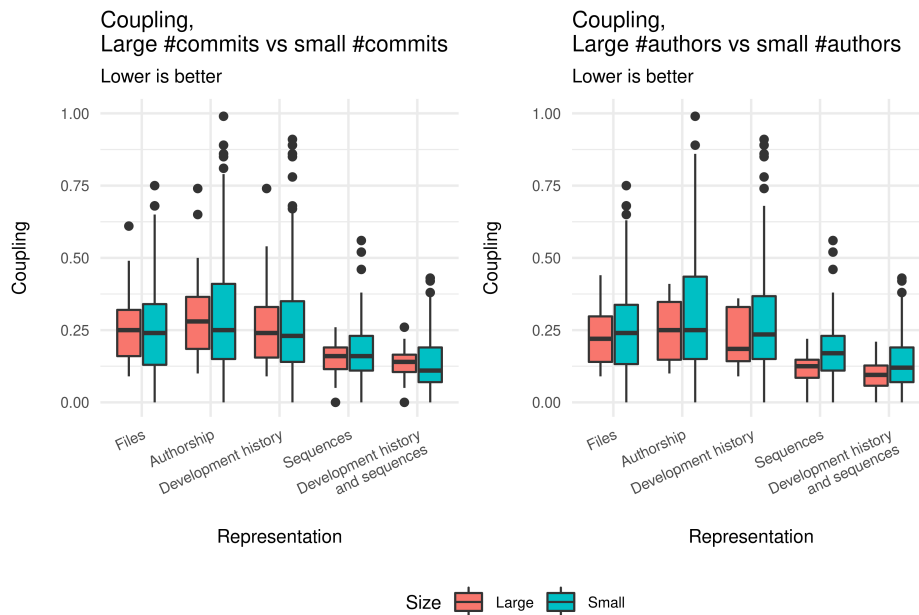 Coupling,
Large #commits vs small #commits
Lower is better
1.00
0.75
0.50
0.25
0.00
Coupling
Files
Authorship
Development history
Sequences
Development history
and sequences
Representation
Coupling,
Large #authors vs small #authors
Lower is better
1.00
0.75
0.50
0.25
0.00
Coupling
Files
Authorship
Development history
Sequences
Development history
and sequences
Representation
Size Large Small